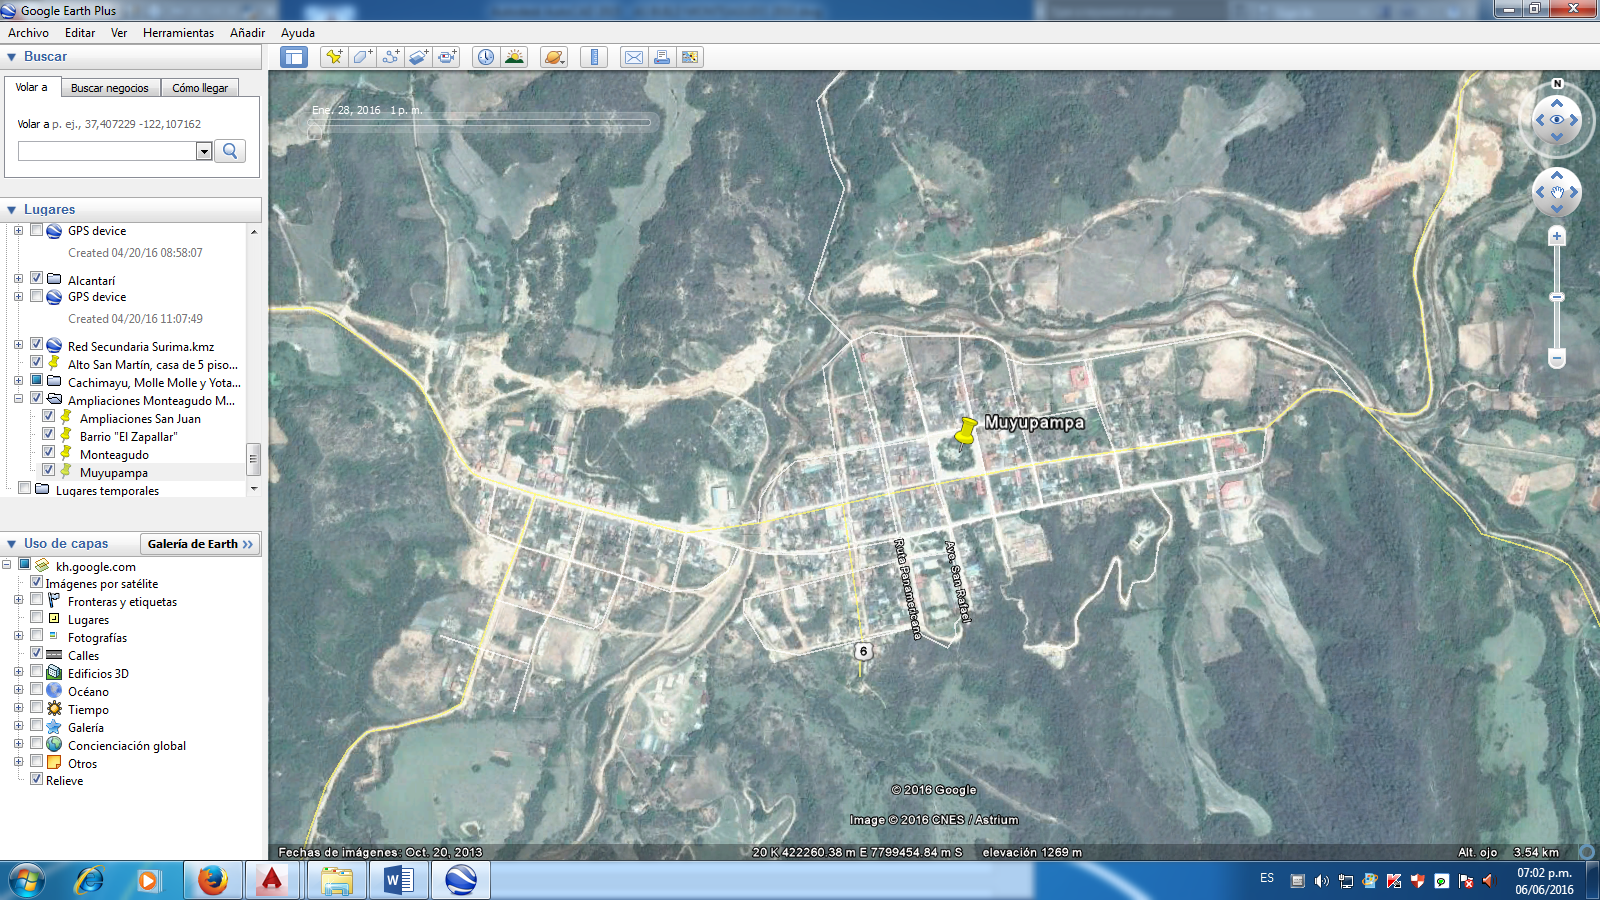 Google Earth Plus
Archivo Editar Ver Herramientas Añadir Ayuda
Buscar
Volar a Buscar negocios Cómo llegar
Volar a p. ej., 37,407229 -122,107162
Lugares
GPS device
Created 04/20/16 08:58:07
Alcantarí
GPS device
Created 04/20/16 11:07:49
Red Secundaria Surima.kmz
Alto San Martín, casa de 5 piso...
Cachimayu, Molle Molle y Yota...
Ampliaciones Monteagudo M...
Ampliaciones San Juan
Barrio "El Zapallar"
Monteagudo
Muyupampa
Lugares temporales
Uso de capas Galería de Earth >>
kh.google.com
Imágenes por satélite
Fronteras y etiquetas
Lugares
Fotografías
Calles
Edificios 3D
Océano
Tiempo
Galería
Concienciación global
Otros
Relieve
Ene. 28, 2016 1 p. m.
N
Muyupampa
Ruta Panamericana
Ave. San Rafael
6
© 2016 Google
Image © 2016 CNES / Astrium
Fechas de imágenes: Oct. 20, 2013 20 K 422260.38 m E 7799454.84 m S elevación 1269 m Alt. ojo 3.54 km
ES
07:02 p.m.
06/06/2016